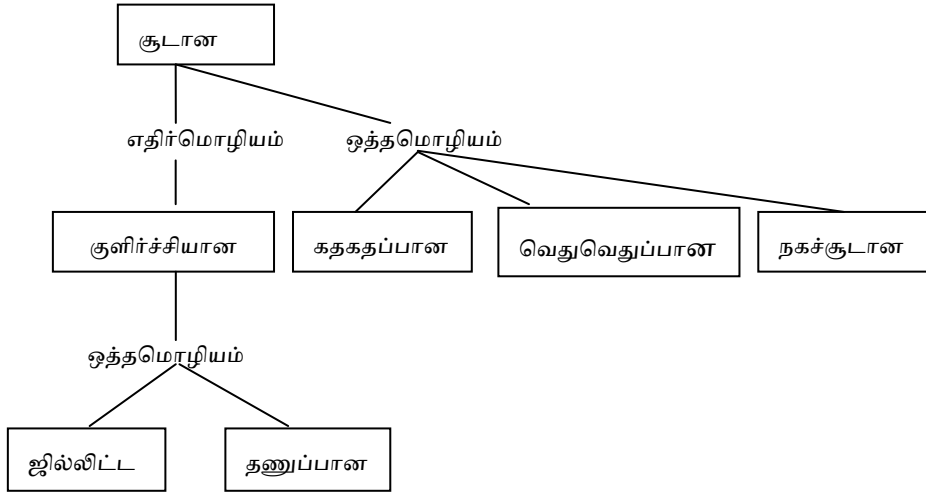 சூடான
எதிர்மொழியம் ஒத்தமொழியம்
குளிர்ச்சியான கதகதப்பான வெதுவெதுப்பான நகச்சூடான
ஒத்தமொழியம்
ஜில்லிட்ட தணுப்பான